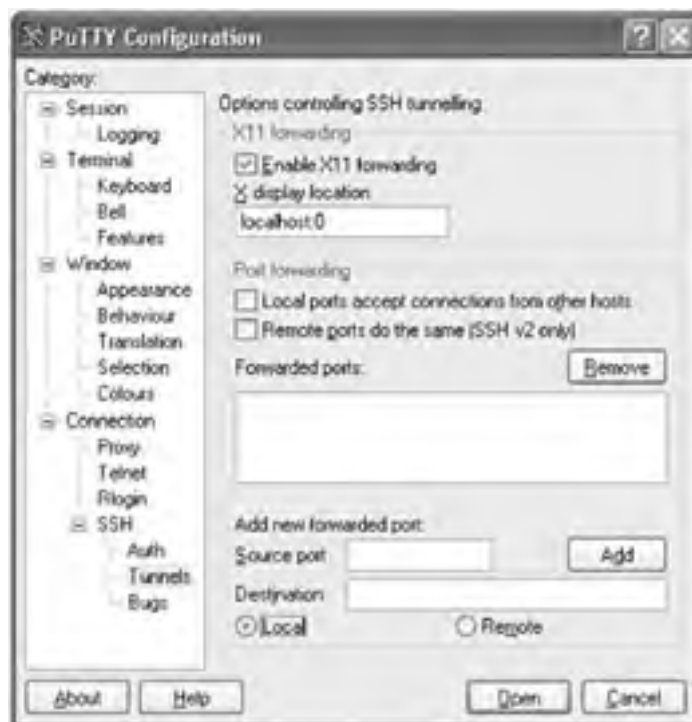 PuTTY Configuration
Category:
Session
Logging
Terminal
Keyboard
Bell
Features
Window
Appearance
Behaviour
Translation
Selection
Colours
Connection
Proxy
Telnet
Rlogin
SSH
Auth
Tunnels
Bugs
Options controlling SSH tunnelling
X11 forwarding
Enable X11 forwarding
X display location
localhost:0
Port forwarding
Local ports accept connections from other hosts
Remote ports do the same (SSH v2 only)
Forwarded ports:
Remove
Add new forwarded port:
Source port
Add
Destination
Local
Remote
About
Help
Open
Cancel